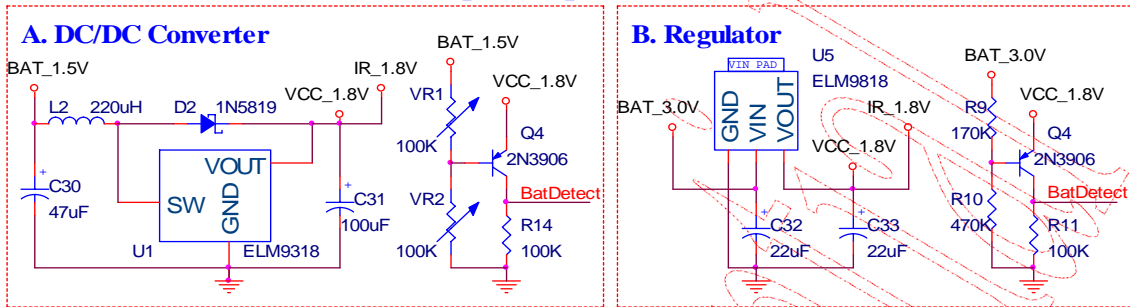 A. DC/DC Converter
BAT_1.5V
L2
220uH
D2
1N5819
IR_1.8V
VCC_1.8V
VOUT
SW
GND
U1
ELM9318
C30
47uF
C31
100uF
BAT_1.5V
VCC_1.8V
VR1
100K
Q4
2N3906
BatDetect
VR2
100K
R14
100K
B. Regulator
U5
VIN PAD
ELM9818
GND
VIN
VOUT
BAT_3.0V
IR_1.8V
VCC_1.8V
C32
22uF
C33
22uF
BAT_3.0V
VCC_1.8V
R9
170K
Q4
2N3906
BatDetect
R10
470K
R11
100K